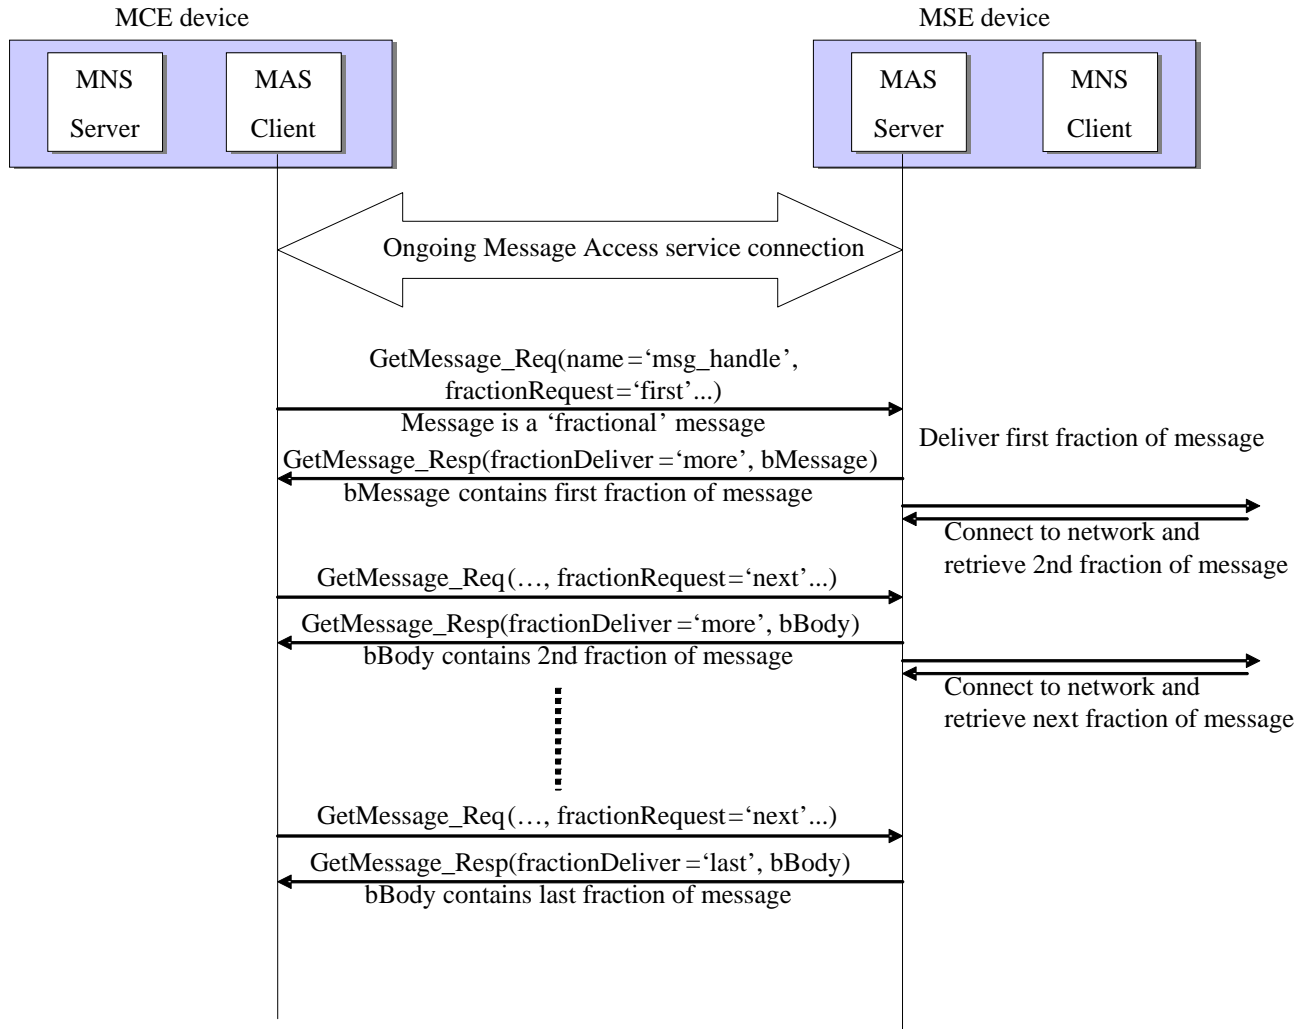 MCE device
MSE device
MNS
Server
MAS
Client
MAS
Server
MNS
Client
Ongoing Message Access service connection
GetMessage_Req(name=‘msg_handle’,
fractionRequest=‘first’...)
Message is a ‘fractional’ message
Deliver first fraction of message
GetMessage_Resp(fractionDeliver=‘more’, bMessage)
bMessage contains first fraction of message
Connect to network and
retrieve 2nd fraction of message
GetMessage_Req(…, fractionRequest=‘next’...)
GetMessage_Resp(fractionDeliver=‘more’, bBody)
bBody contains 2nd fraction of message
Connect to network and
retrieve next fraction of message
GetMessage_Req(…, fractionRequest=‘next’...)
GetMessage_Resp(fractionDeliver=‘last’, bBody)
bBody contains last fraction of message